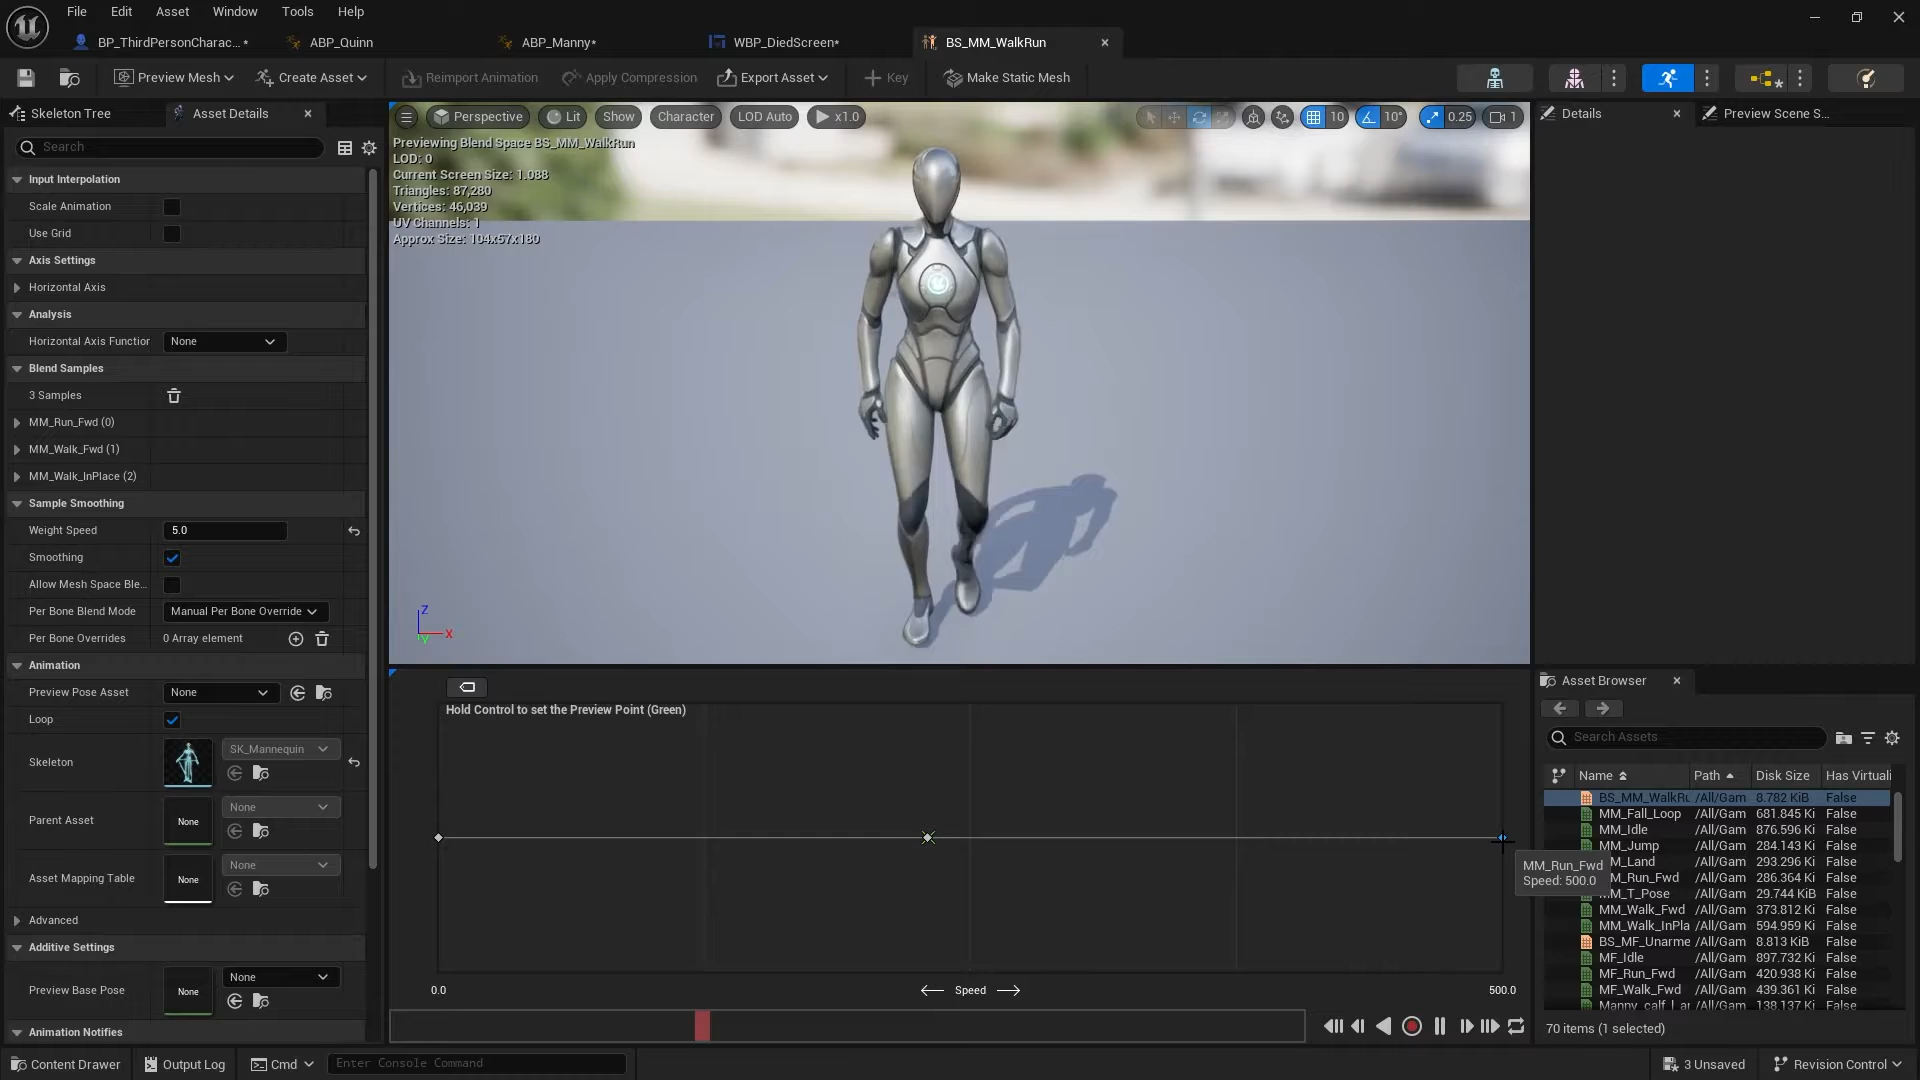 File Edit Asset Window Tools Help
BP_ThirdPersonCharac...* ABP_Quinn ABP_Manny* WBP_DiedScreen* BS_MM_WalkRun
Preview Mesh Create Asset Reimport Animation Apply Compression Export Asset Key Make Static Mesh
Skeleton Tree Asset Details
Search
Input Interpolation
Scale Animation
Use Grid
Axis Settings
Horizontal Axis
Analysis
Horizontal Axis Function None
Blend Samples
3 Samples
MM_Run_Fwd (0)
MM_Walk_Fwd (1)
MM_Walk_InPlace (2)
Sample Smoothing
Weight Speed 5.0
Smoothing
Allow Mesh Space Ble...
Per Bone Blend Mode Manual Per Bone Override
Per Bone Overrides 0 Array element
Animation
Preview Pose Asset None
Loop
Skeleton SK_Mannequin
Parent Asset None None
Asset Mapping Table None None
Advanced
Additive Settings
Preview Base Pose None None
Animation Notifies
Perspective Lit Show Character LOD Auto x1.0 10 10° 0.25 1
Previewing Blend Space BS_MM_WalkRun
LOD: 0
Current Screen Size: 1.088
Triangles: 87,280
Vertices: 46,039
UV Channels: 1
Approx Size: 104x57x180
Z
X
Y
Hold Control to set the Preview Point (Green)
MM_Run_Fwd
Speed: 500.0
0.0 Speed 500.0
Details Preview Scene S...
Asset Browser
Search Assets
Name Path Disk Size Has Virtuali
BS_MM_WalkRu /All/Gam 8.782 KiB False
MM_Fall_Loop /All/Gam 681.845 Ki False
MM_Idle /All/Gam 876.596 Ki False
MM_Jump /All/Gam 284.143 Ki False
M_Land /All/Gam 293.296 Ki False
M_Run_Fwd /All/Gam 286.364 Ki False
MM_T_Pose /All/Gam 29.744 KiB False
MM_Walk_Fwd /All/Gam 373.812 Ki False
MM_Walk_InPla /All/Gam 594.959 Ki False
BS_MF_Unarme /All/Gam 8.813 KiB False
MF_Idle /All/Gam 897.732 Ki False
MF_Run_Fwd /All/Gam 420.938 Ki False
MF_Walk_Fwd /All/Gam 439.361 Ki False
Manny_calf_l_ar /All/Gam 138.137 Ki False
70 items (1 selected)
Content Drawer Output Log Cmd Enter Console Command 3 Unsaved Revision Control